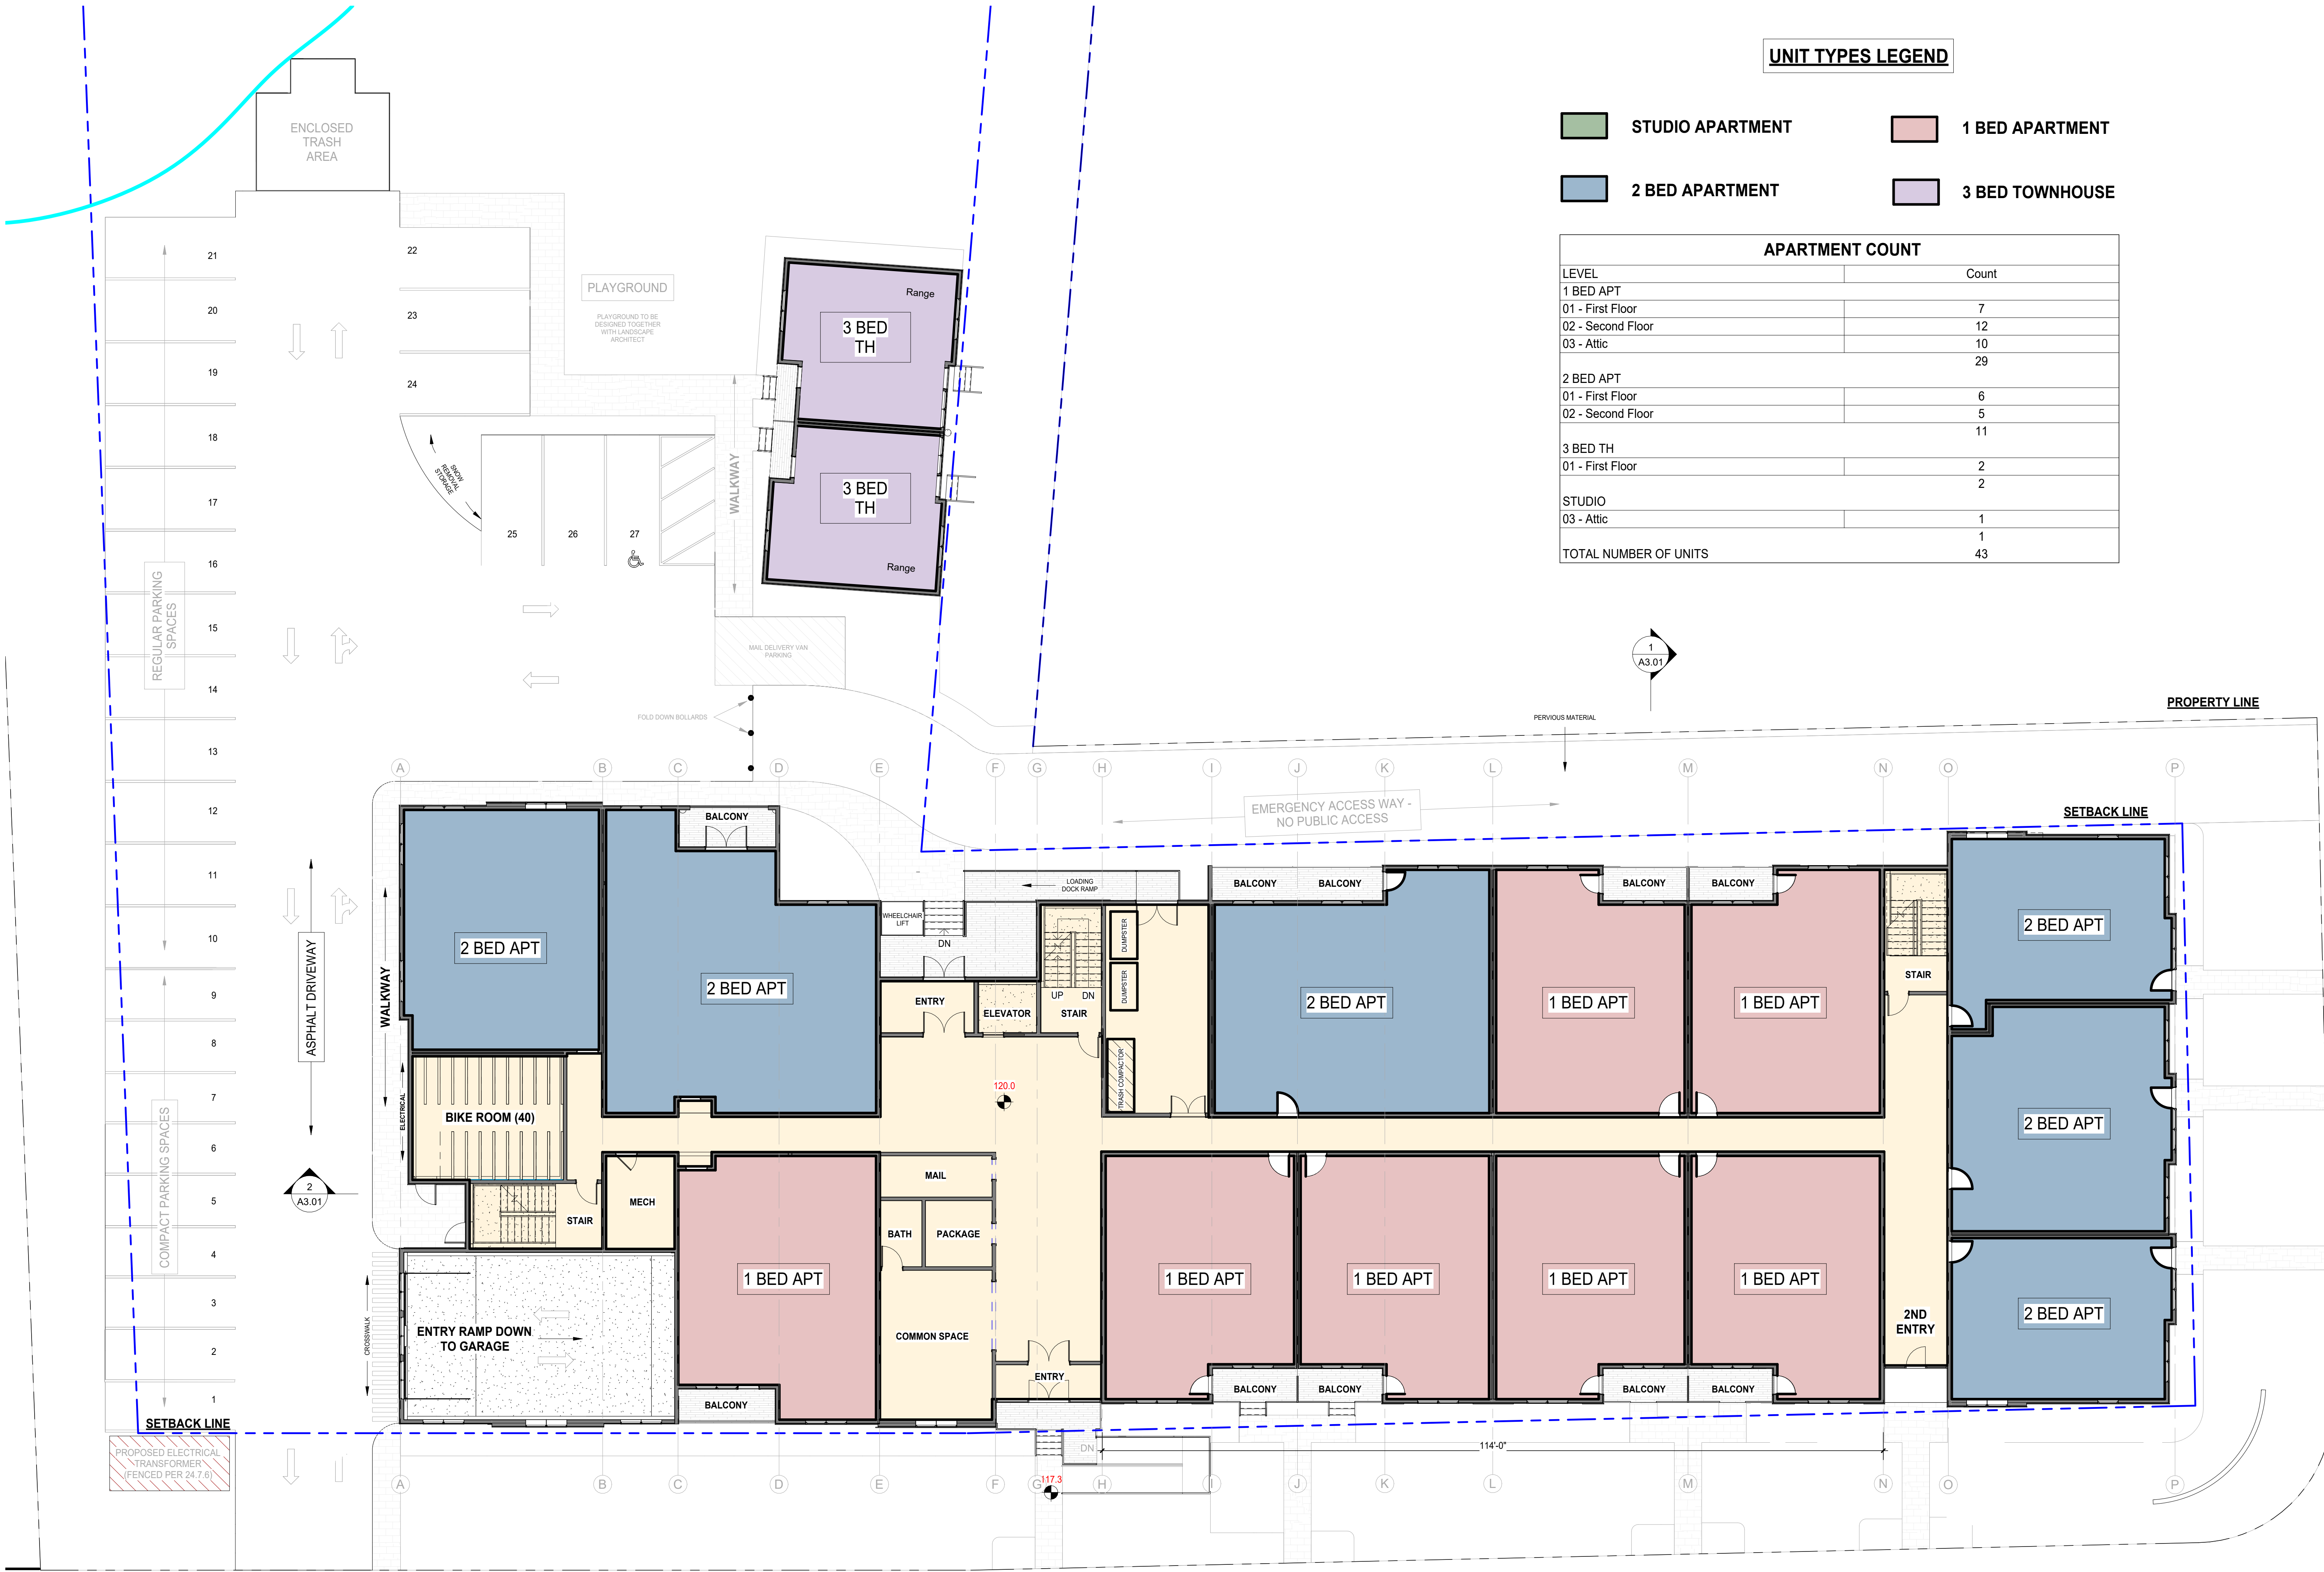 UNIT TYPES LEGEND
STUDIO APARTMENT
1 BED APARTMENT
2 BED APARTMENT
3 BED TOWNHOUSE
APARTMENT COUNT
LEVEL Count
1 BED APT
01 - First Floor 7
02 - Second Floor 12
03 - Attic 10
29
2 BED APT
01 - First Floor 6
02 - Second Floor 5
11
3 BED TH
01 - First Floor 2
2
STUDIO
03 - Attic 1
1
TOTAL NUMBER OF UNITS 43
ENCLOSED
TRASH
AREA
21
20
19
18
17
16
15
14
13
12
11
10
9
8
7
6
5
4
3
2
1
22
23
24
25
26
27
REGULAR PARKING
SPACES
COMPACT PARKING SPACES
PLAYGROUND
PLAYGROUND TO BE
DESIGNED TOGETHER
WITH LANDSCAPE
ARCHITECT
SNOW
REMOVAL
STORAGE
WALKWAY
Range
3 BED
TH
3 BED
TH
Range
MAIL DELIVERY VAN
PARKING
FOLD DOWN BOLLARDS
1
A3.01
PERVIOUS MATERIAL
PROPERTY LINE
SETBACK LINE
EMERGENCY ACCESS WAY -
NO PUBLIC ACCESS
A B C D E F G H I J K L M N O P
ASPHALT DRIVEWAY
WALKWAY
ELECTRICAL
2
A3.01
CROSSWALK
2 BED APT
BALCONY
2 BED APT
WHEELCHAIR
LIFT
DN
LOADING
DOCK RAMP
ENTRY
ELEVATOR
UP DN
STAIR
DUMPSTER
DUMPSTER
TRASH COMPACTOR
BALCONY
BALCONY
2 BED APT
BALCONY
BALCONY
1 BED APT
1 BED APT
STAIR
2 BED APT
2 BED APT
2 BED APT
120.0
BIKE ROOM (40)
STAIR
MECH
ENTRY RAMP DOWN
TO GARAGE
1 BED APT
BALCONY
MAIL
BATH
PACKAGE
COMMON SPACE
ENTRY
1 BED APT
1 BED APT
1 BED APT
1 BED APT
BALCONY
BALCONY
BALCONY
BALCONY
2ND
ENTRY
SETBACK LINE
PROPOSED ELECTRICAL
TRANSFORMER
(FENCED PER 24.7.6)
DN
114'-0"
117.3
A B C D E F G H I J K L M N O P